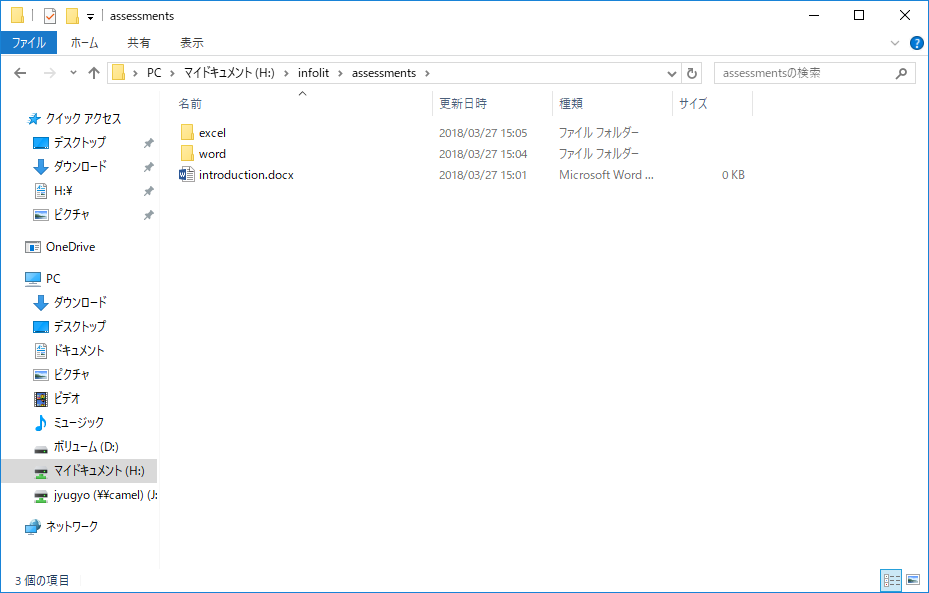 assessments
ファイル ホーム 共有 表示
PC マイドキュメント (H:) infolit assessments assessmentsの検索
名前 更新日時 種類 サイズ
excel 2018/03/27 15:05 ファイル フォルダー
word 2018/03/27 15:04 ファイル フォルダー
introduction.docx 2018/03/27 15:01 Microsoft Word ... 0 KB
クイック アクセス
デスクトップ
ダウンロード
H:¥
ピクチャ
OneDrive
PC
ダウンロード
デスクトップ
ドキュメント
ピクチャ
ビデオ
ミュージック
ボリューム (D:)
マイドキュメント (H:)
jyugyo (¥¥camel) (J:
ネットワーク
3 個の項目